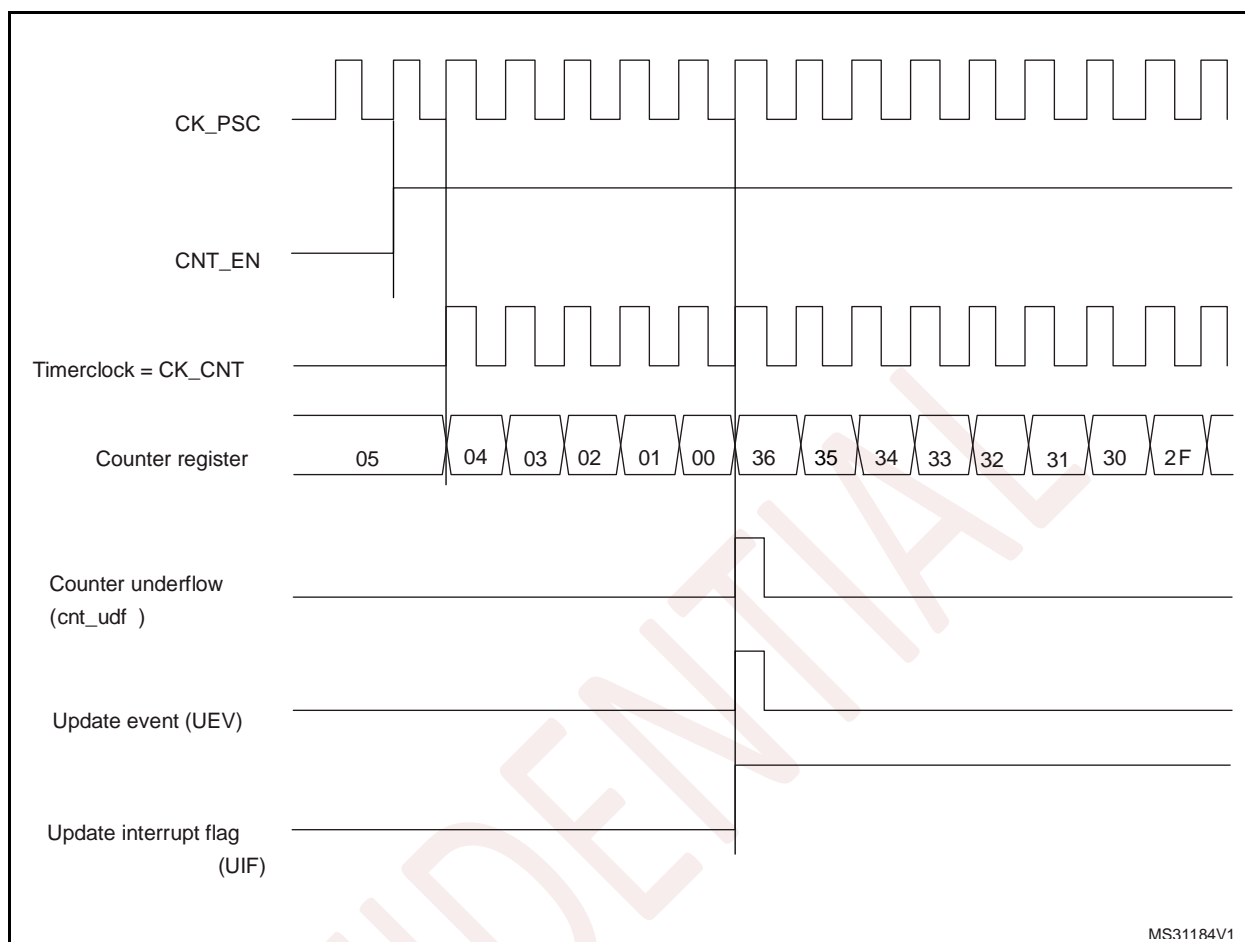 CK_PSC
CNT_EN
Timerclock = CK_CNT
Counter register 05 04 03 02 01 00 36 35 34 33 32 31 30 2F
Counter underflow
(cnt_udf )
Update event (UEV)
Update interrupt flag
(UIF)
MS31184V1
IDENTIAL